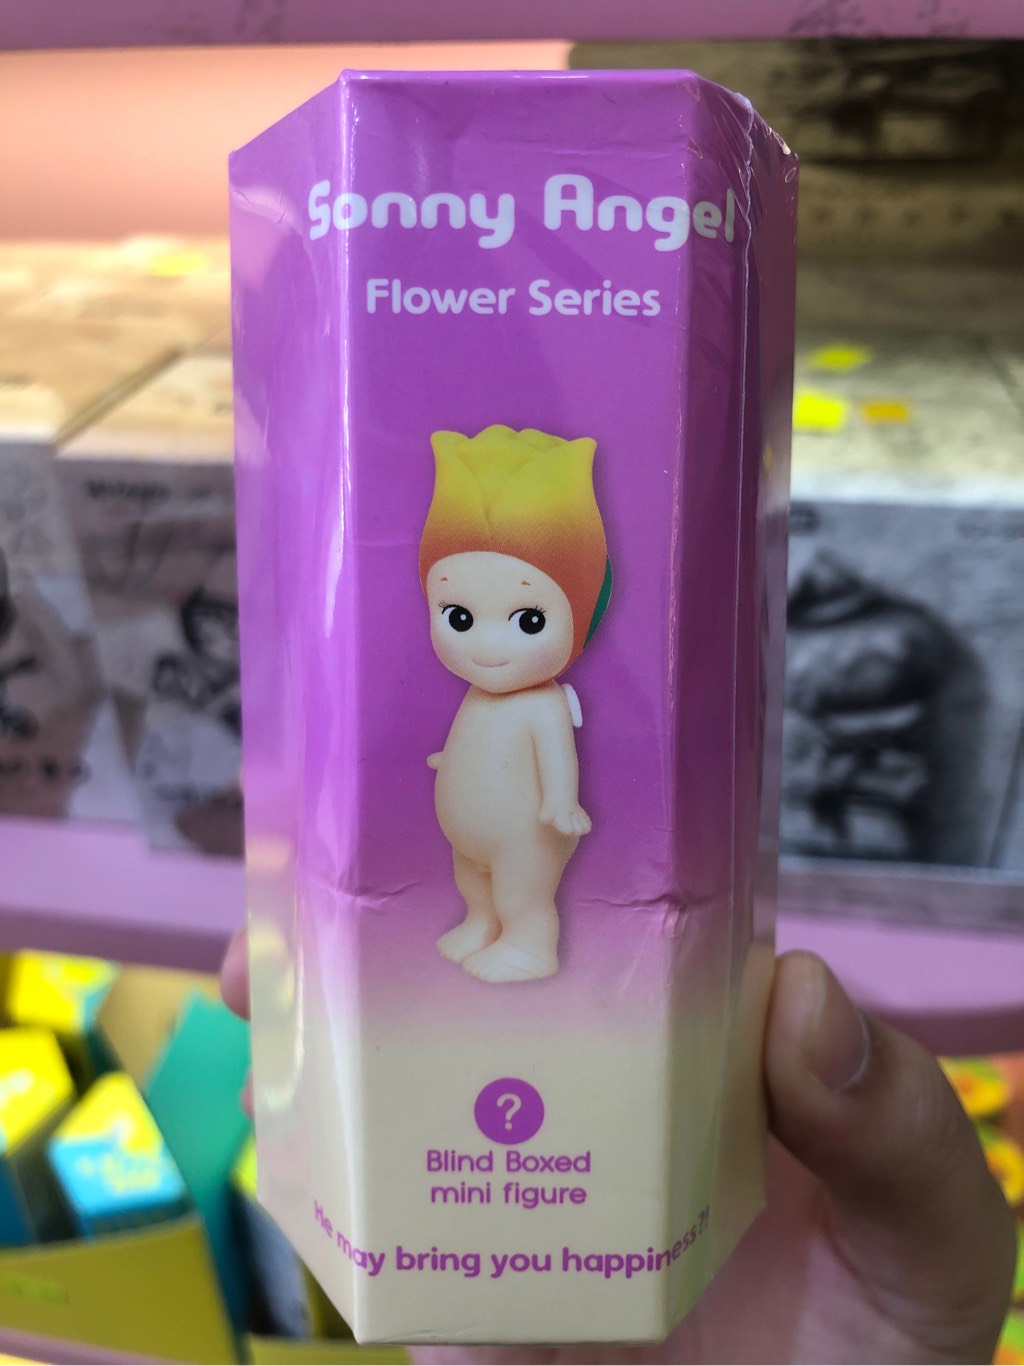 Sonny Angel
Flower Series
?
Blind Boxed
mini figure
He may bring you happiness?!